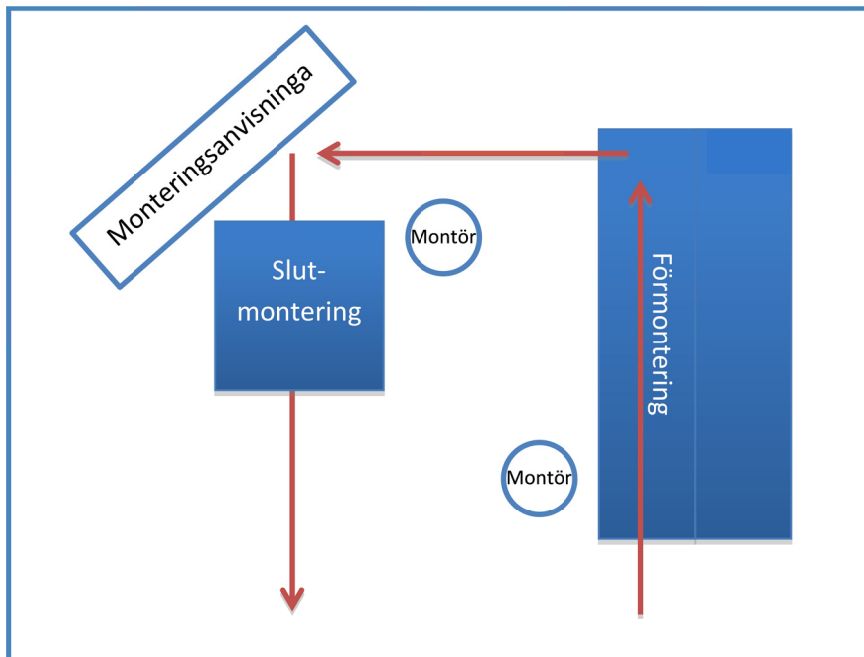 Monteringsanvisninga
Montör
Slut-
montering
Förmontering
Montör